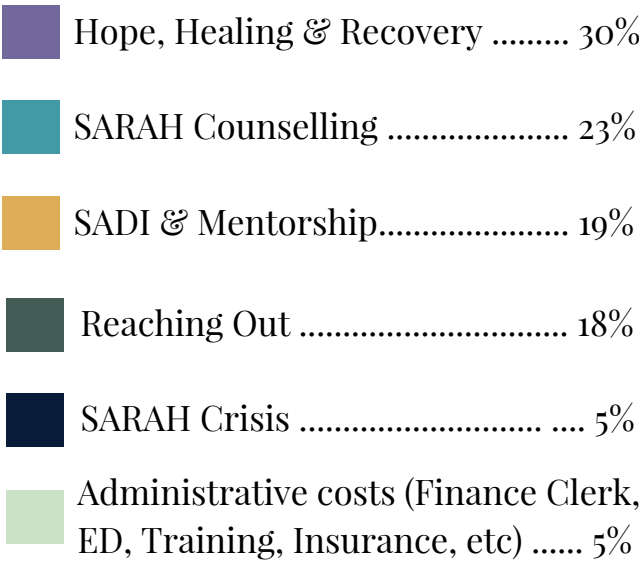 Hope, Healing & Recovery ......... 30%
SARAH Counselling ..................... 23%
SADI & Mentorship...................... 19%
Reaching Out ............................... 18%
SARAH Crisis ............................ .... 5%
Administrative costs (Finance Clerk,
ED, Training, Insurance, etc) ...... 5%